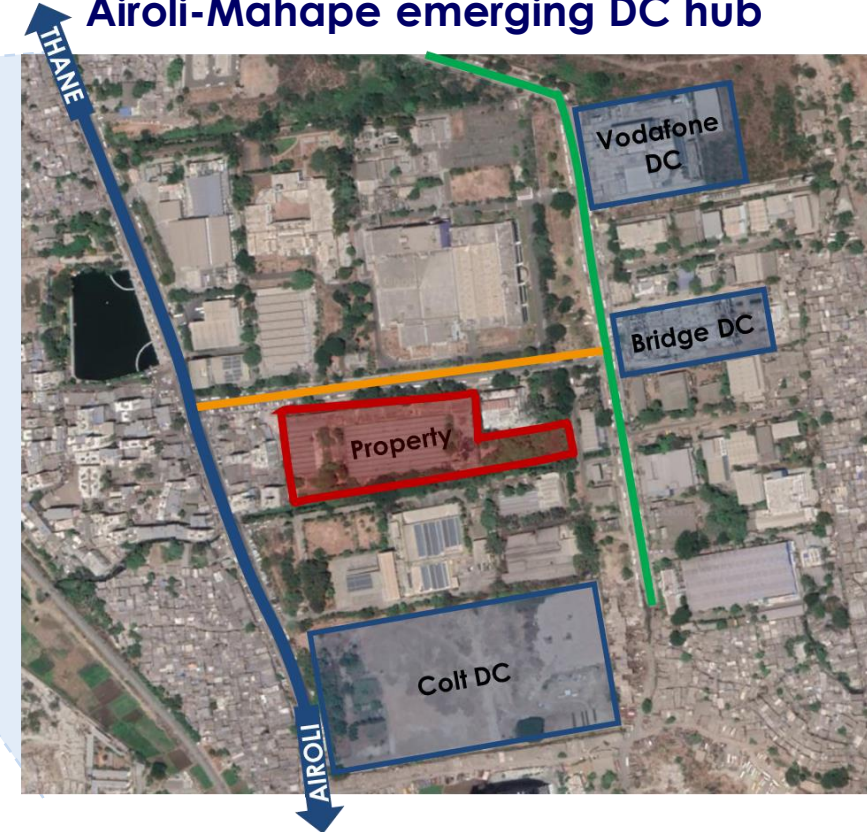 Airoli-Mahape emerging DC hub
THANE
Vodafone
DC
Bridge DC
Property
Colt DC
AIROLI